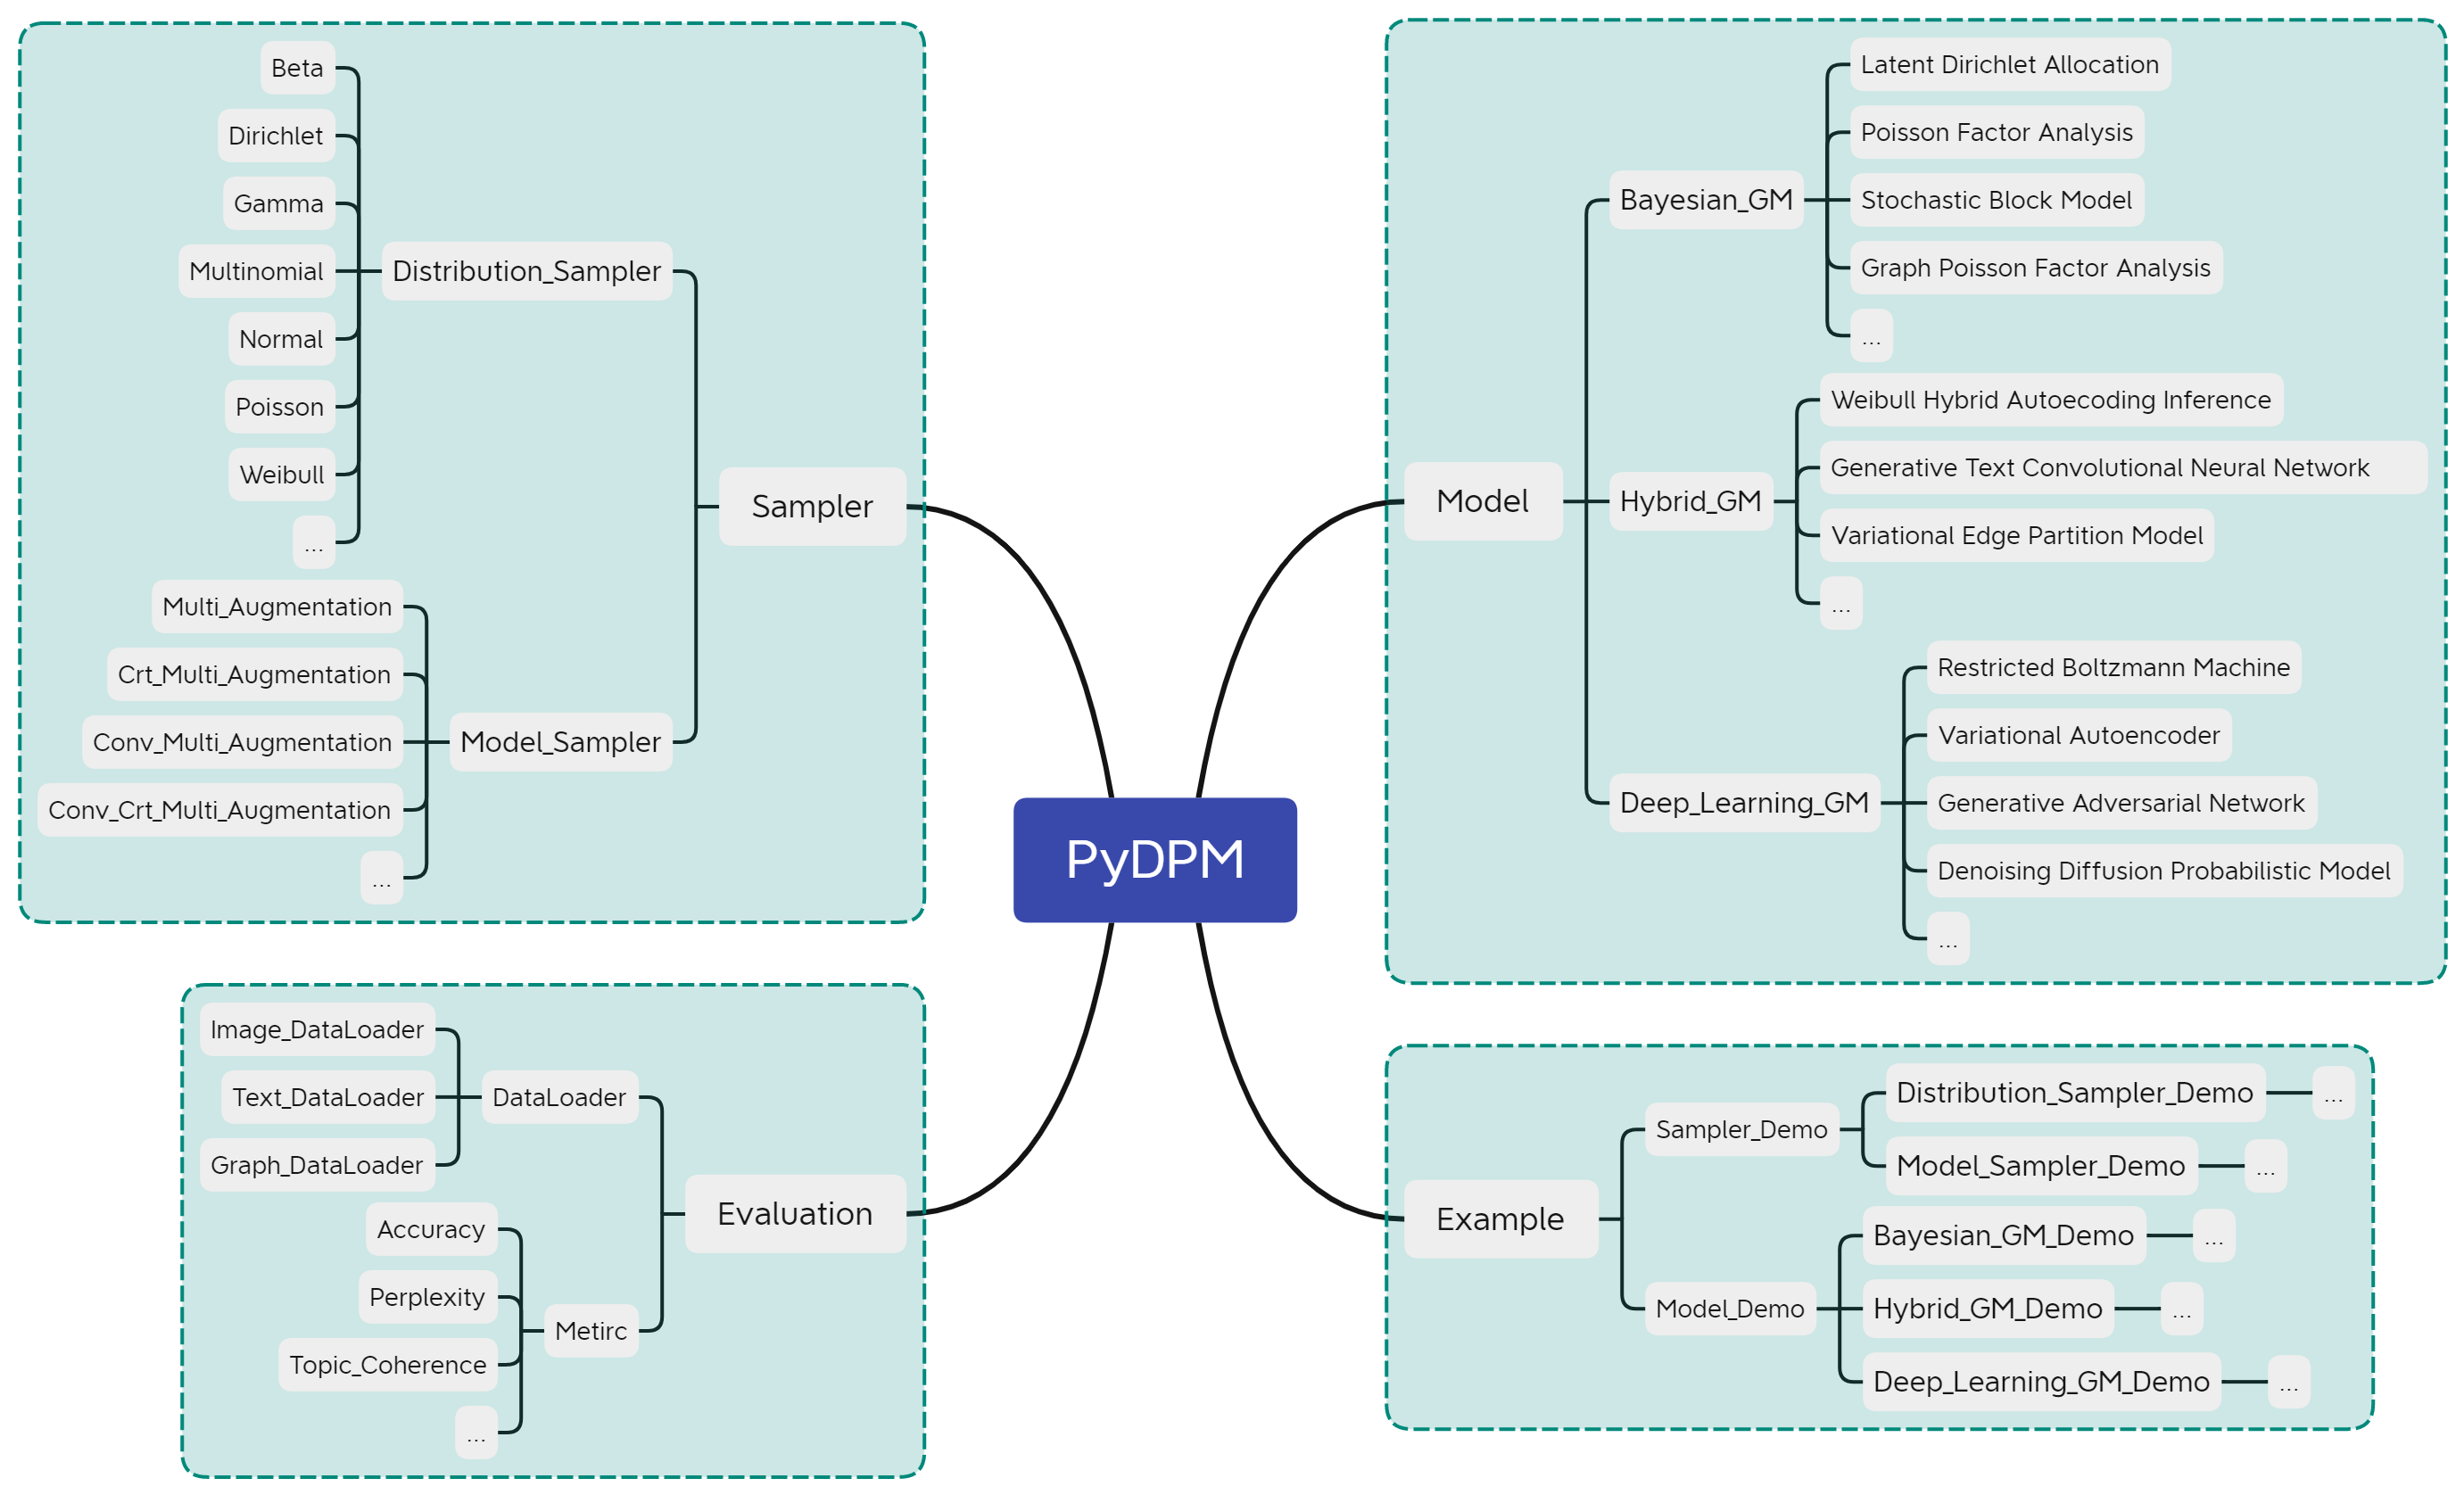 Beta
Dirichlet
Gamma
Multinomial
Normal
Poisson
Weibull
...
Distribution_Sampler
Multi_Augmentation
Crt_Multi_Augmentation
Conv_Multi_Augmentation
Conv_Crt_Multi_Augmentation
...
Model_Sampler
Sampler
Model
Bayesian_GM
Latent Dirichlet Allocation
Poisson Factor Analysis
Stochastic Block Model
Graph Poisson Factor Analysis
...
Hybrid_GM
Weibull Hybrid Autoecoding Inference
Generative Text Convolutional Neural Network
Variational Edge Partition Model
...
Deep_Learning_GM
Restricted Boltzmann Machine
Variational Autoencoder
Generative Adversarial Network
Denoising Diffusion Probabilistic Model
...
PyDPM
Image_DataLoader
Text_DataLoader
Graph_DataLoader
DataLoader
Accuracy
Perplexity
Topic_Coherence
...
Metirc
Evaluation
Example
Sampler_Demo
Distribution_Sampler_Demo
...
Model_Sampler_Demo
...
Model_Demo
Bayesian_GM_Demo
...
Hybrid_GM_Demo
...
Deep_Learning_GM_Demo
...